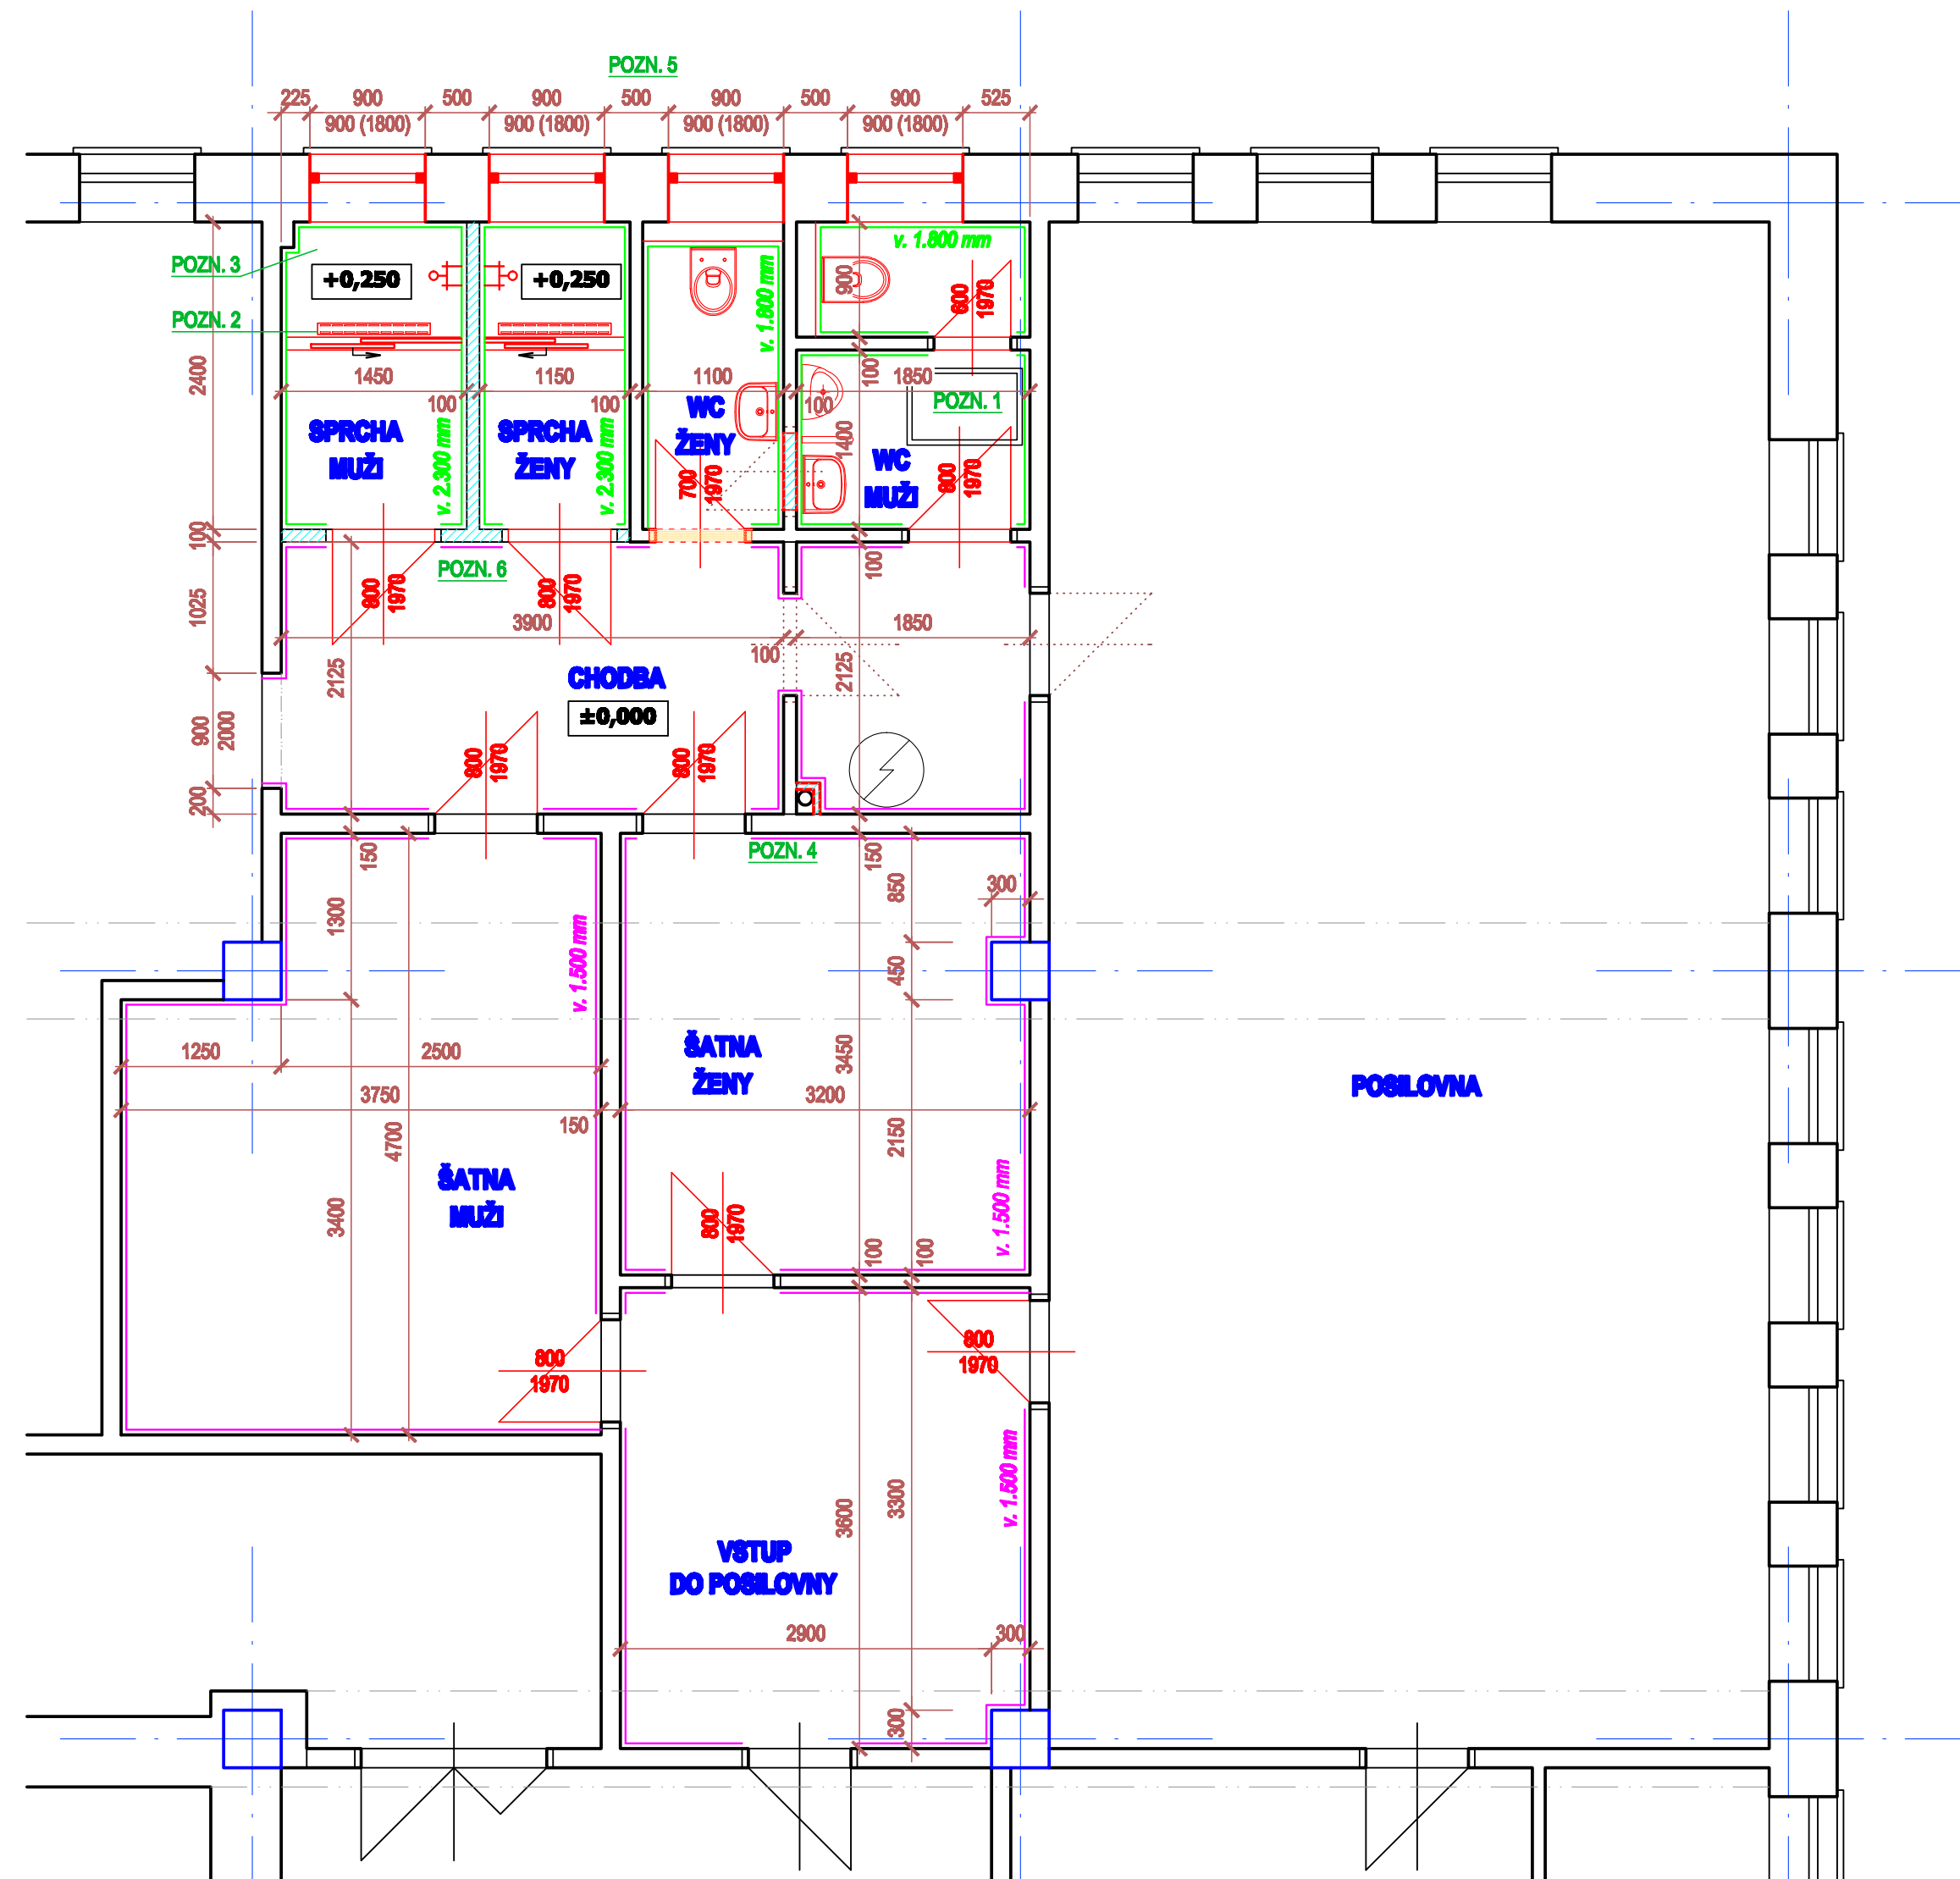 POZN. 5
225 900 500 900 500 900 500 900 525
900 (1800) 900 (1800) 900 (1800) 900 (1800)
v. 1.800 mm
POZN. 3
+0,250 +0,250
v. 1.800 mm
900
800
1970
POZN. 2
2400
1450 1150 1100 100 1850
100 100 100
POZN. 1
WC
ŽENY
SPRCHA
MUŽI
SPRCHA
ŽENY
v. 2.300 mm
v. 2.300 mm
1400
WC
MUŽI
700
1970
800
1970
100
100
POZN. 6
800
1970
800
1970
1025
3900
1850
100
2125
2125
CHODBA
±0,000
900
2000
800
1970
800
1970
200
150
POZN. 4
150
850
300
1300
v. 1.500 mm
450
1250 2500
ŠATNA
ŽENY
3450
POSILOVNA
3750
3200
150
4700
2150
ŠATNA
MUŽI
3400
v. 1.500 mm
800
1970
100
100
800
1970
800
1970
v. 1.500 mm
3300
3600
VSTUP
DO POSILOVNY
2900 300
300